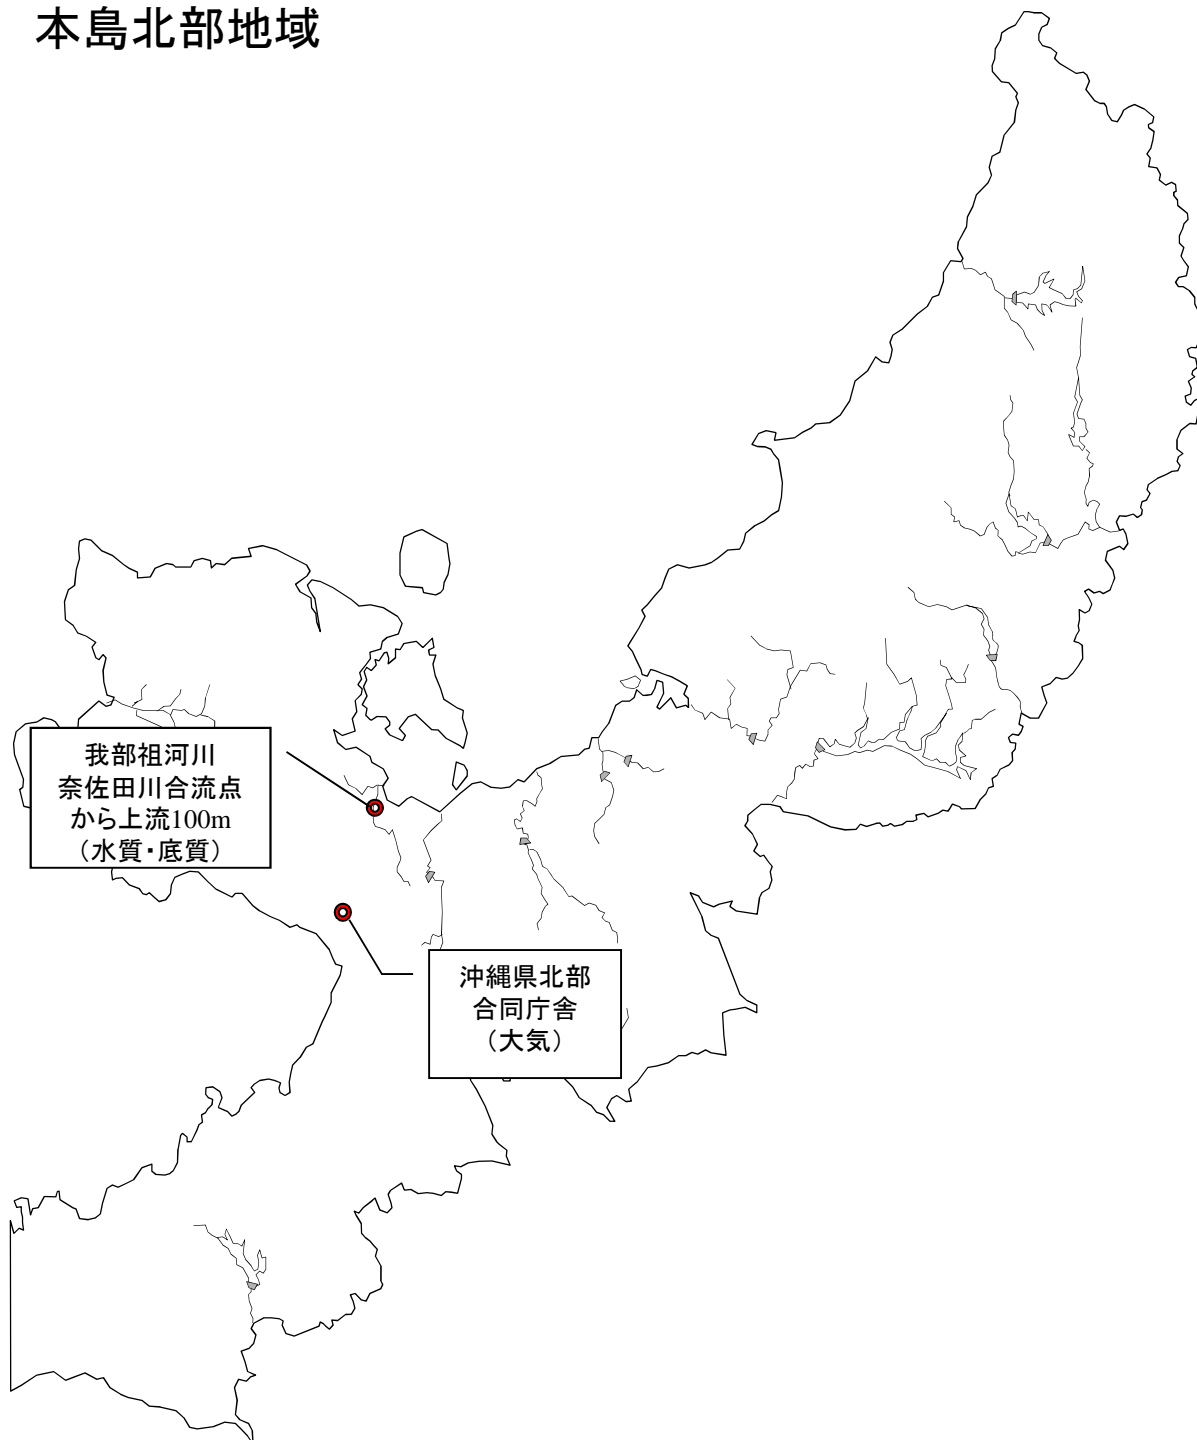 本島北部地域
我部祖河川
奈佐田川合流点
から上流100m
（水質・底質）
沖縄県北部
合同庁舎
（大気）